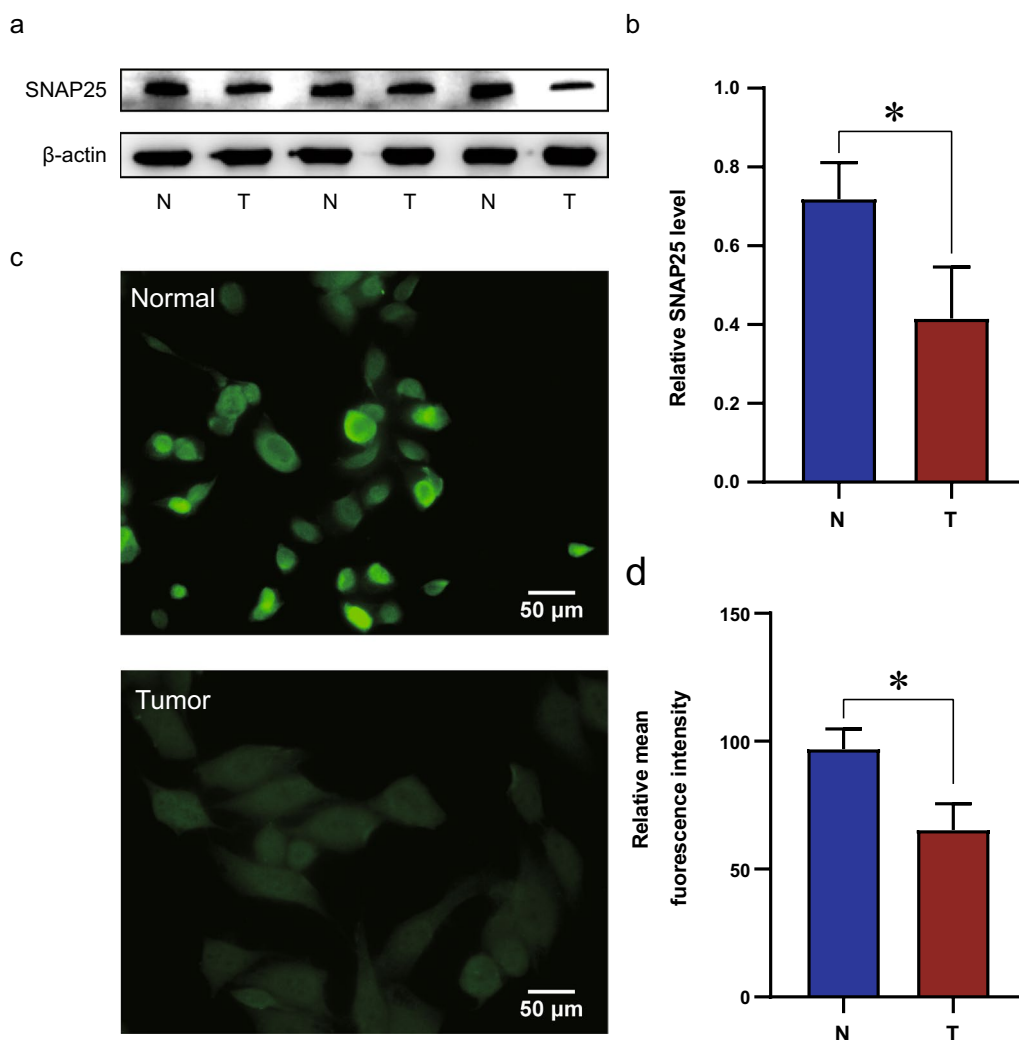 a
SNAP25
β-actin
N T N T N T
b
1.0
0.8
0.6
0.4
0.2
0.0
Relative SNAP25 level
*
N T
c
Normal
50 µm
Tumor
50 µm
d
150
100
50
0
Relative mean
fuorescence intensity
*
N T